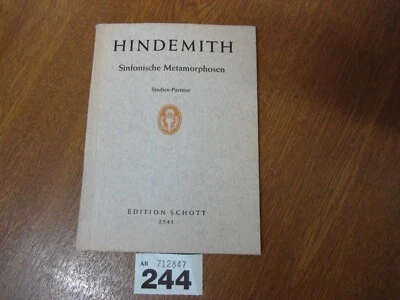 HINDEMITH
Sinfonische Metamorphosen
Studien-Partitur
EDITION SCHOTT
3541
AR 712847
244